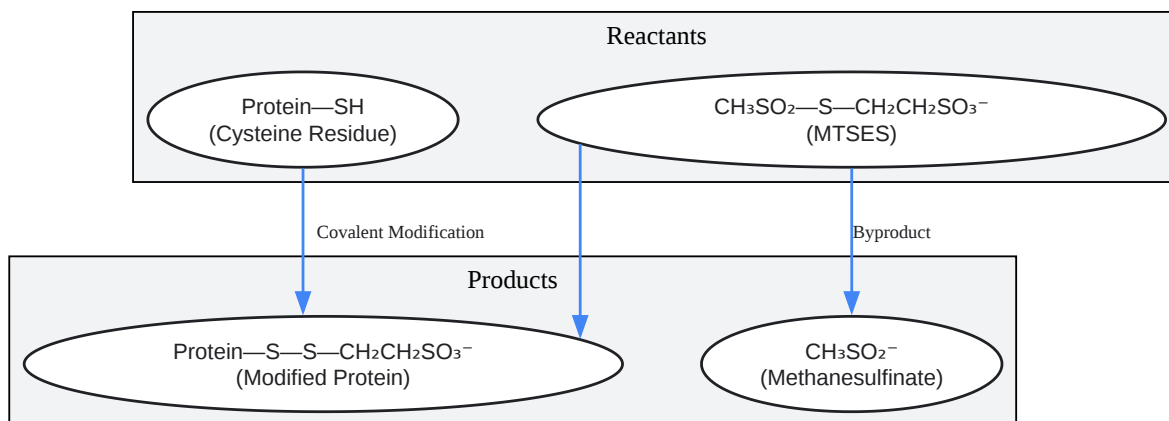 Reactants
Protein—SH
(Cysteine Residue)
CH₃SO₂—S—CH₂CH₂SO₃⁻
(MTSES)
Covalent Modification
Byproduct
Products
Protein—S—S—CH₂CH₂SO₃⁻
(Modified Protein)
CH₃SO₂⁻
(Methanesulfinate)